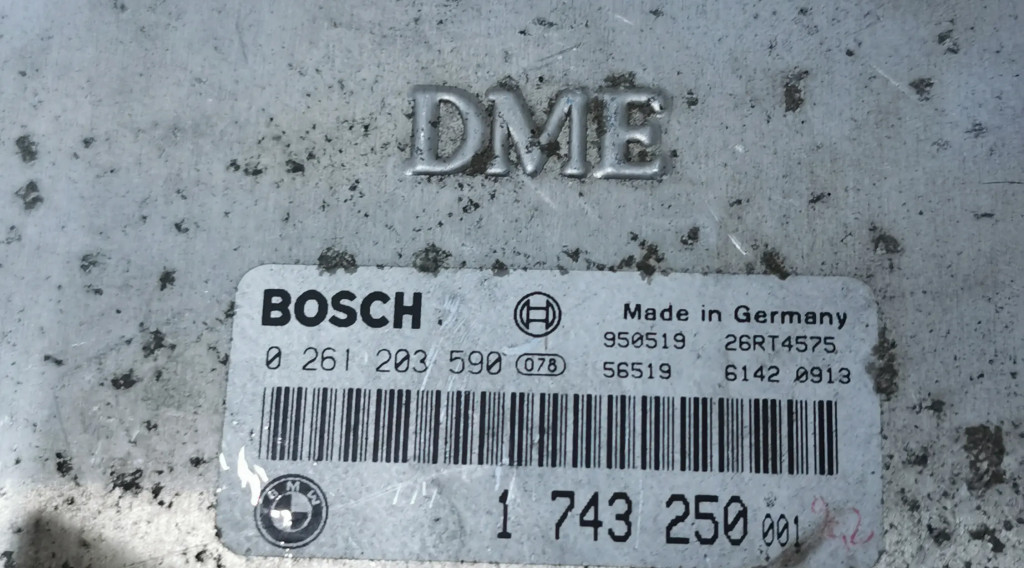 DME
BOSCH
Made in Germany
0 261 203 590 078
950519 26RT4575
56519 6142 0913
BMW
1 743 250 001